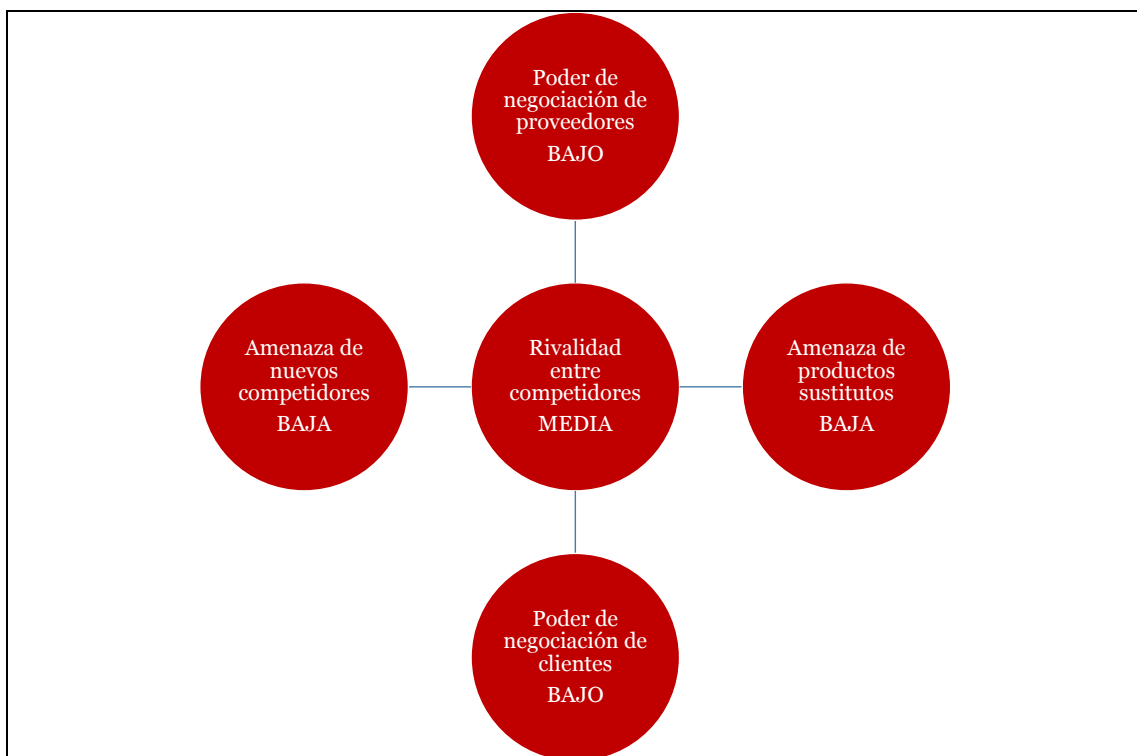 Poder de
negociación de
proveedores
BAJO
Amenaza de
nuevos
competidores
BAJA
Rivalidad
entre
competidores
MEDIA
Amenaza de
productos
sustitutos
BAJA
Poder de
negociación de
clientes
BAJO